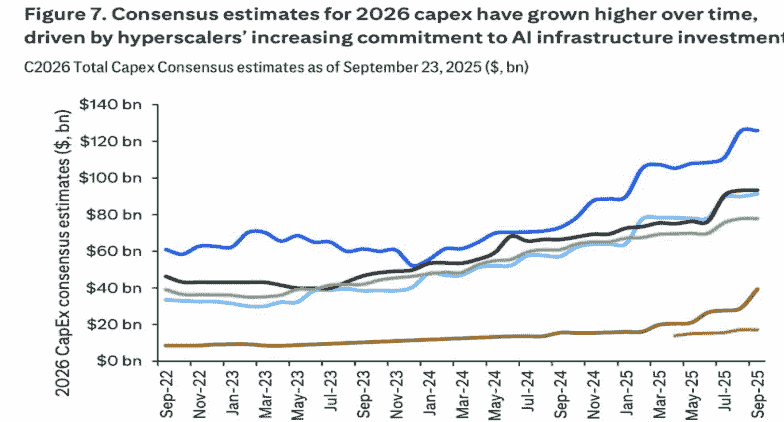 Figure 7. Consensus estimates for 2026 capex have grown higher over time,
driven by hyperscalers' increasing commitment to AI infrastructure investment
C2026 Total Capex Consensus estimates as of September 23, 2025 ($, bn)
2026 CapEx consensus estimates ($, bn)
$140 bn
$120 bn
$100 bn
$80 bn
$60 bn
$40 bn
$20 bn
$0 bn
Sep-22
Nov-22
Jan-23
Mar-23
May-23
Jul-23
Sep-23
Nov-23
Jan-24
Mar-24
May-24
Jul-24
Sep-24
Nov-24
Jan-25
Mar-25
May-25
Jul-25
Sep-25